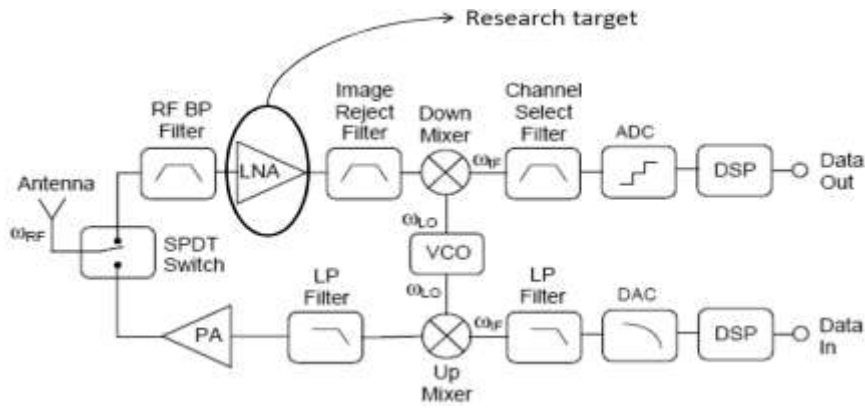 Research target
RF BP
Filter
LNA
Image
Reject
Filter
Down
Mixer
ωIF
Channel
Select
Filter
ADC
DSP
Data
Out
Antenna
ωRF
SPDT
Switch
ωLO
VCO
ωLO
PA
LP
Filter
Up
Mixer
ωIF
LP
Filter
DAC
DSP
Data
In